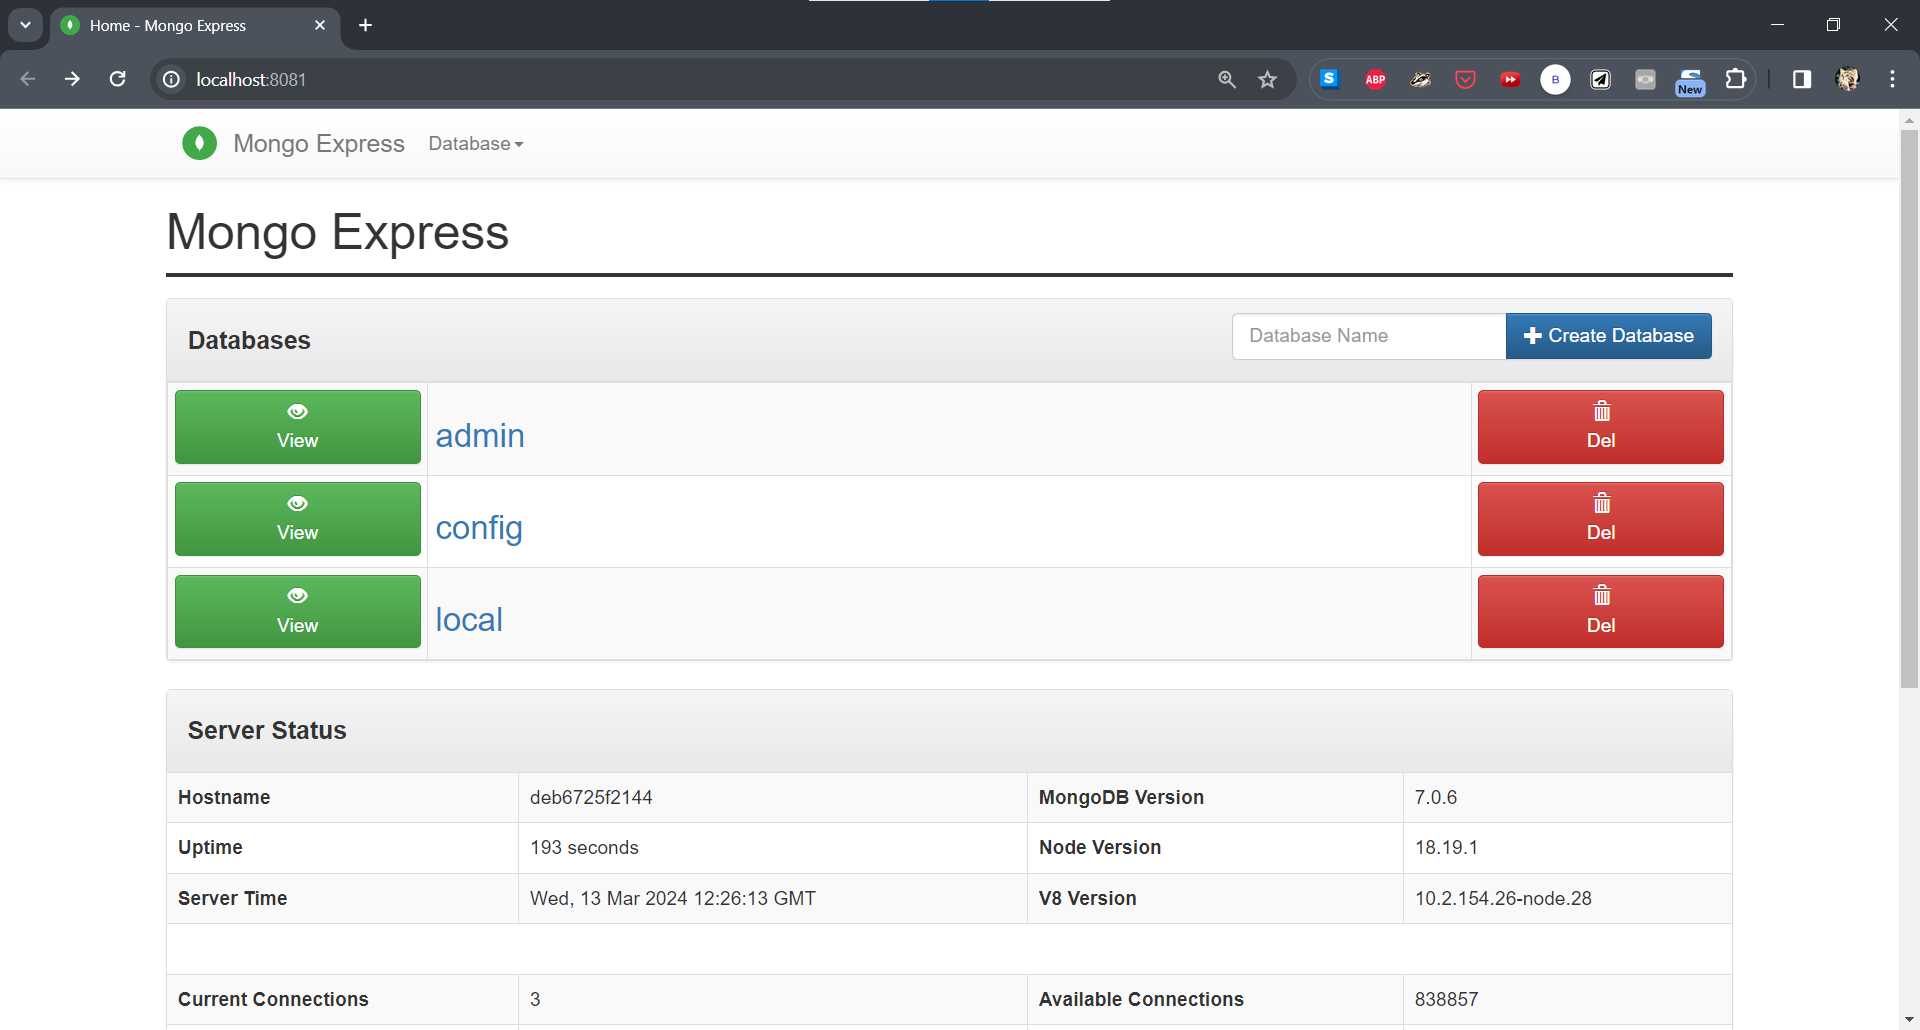 Home - Mongo Express
localhost:8081
S
ABP
B
New
Mongo Express Database
Mongo Express
Databases
Database Name
Create Database
View
admin
Del
View
config
Del
View
local
Del
Server Status
Hostname deb6725f2144 MongoDB Version 7.0.6
Uptime 193 seconds Node Version 18.19.1
Server Time Wed, 13 Mar 2024 12:26:13 GMT V8 Version 10.2.154.26-node.28
Current Connections 3 Available Connections 838857